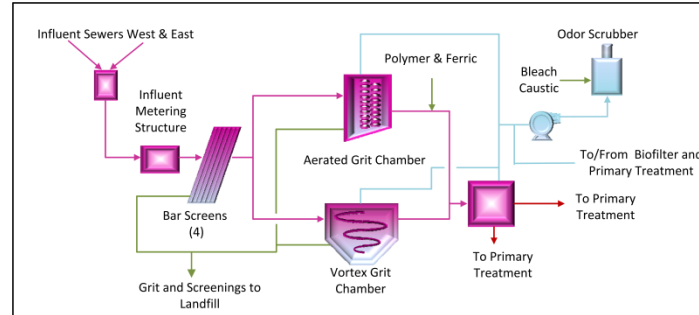 Influent Sewers West & East
Odor Scrubber
Polymer & Ferric
Bleach
Caustic
Influent
Metering
Structure
Aerated Grit Chamber
To/From Biofilter and
Primary Treatment
Bar Screens
(4)
To Primary
Treatment
To Primary
Treatment
Vortex Grit
Chamber
Grit and Screenings to
Landfill